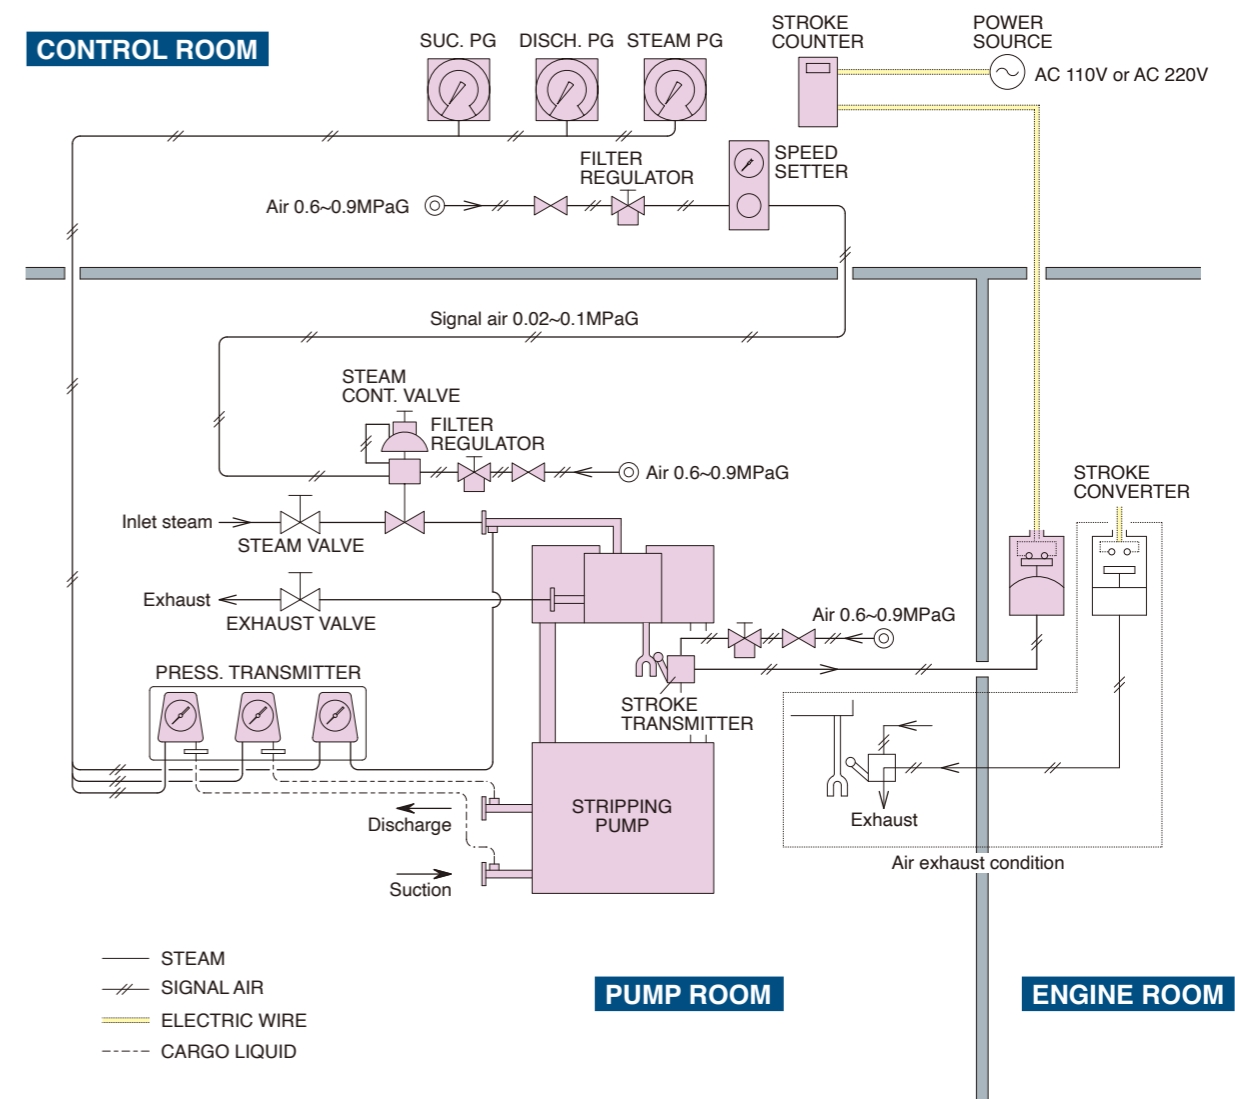 CONTROL ROOM
SUC. PG
DISCH. PG
STEAM PG
STROKE
COUNTER
POWER
SOURCE
AC 110V or AC 220V
FILTER
REGULATOR
SPEED
SETTER
Air 0.6~0.9MPaG
Signal air 0.02~0.1MPaG
STEAM
CONT. VALVE
FILTER
REGULATOR
Air 0.6~0.9MPaG
STROKE
CONVERTER
Inlet steam
STEAM VALVE
Exhaust
EXHAUST VALVE
Air 0.6~0.9MPaG
PRESS. TRANSMITTER
STROKE
TRANSMITTER
STRIPPING
PUMP
Discharge
Suction
Exhaust
Air exhaust condition
STEAM
SIGNAL AIR
ELECTRIC WIRE
CARGO LIQUID
PUMP ROOM
ENGINE ROOM